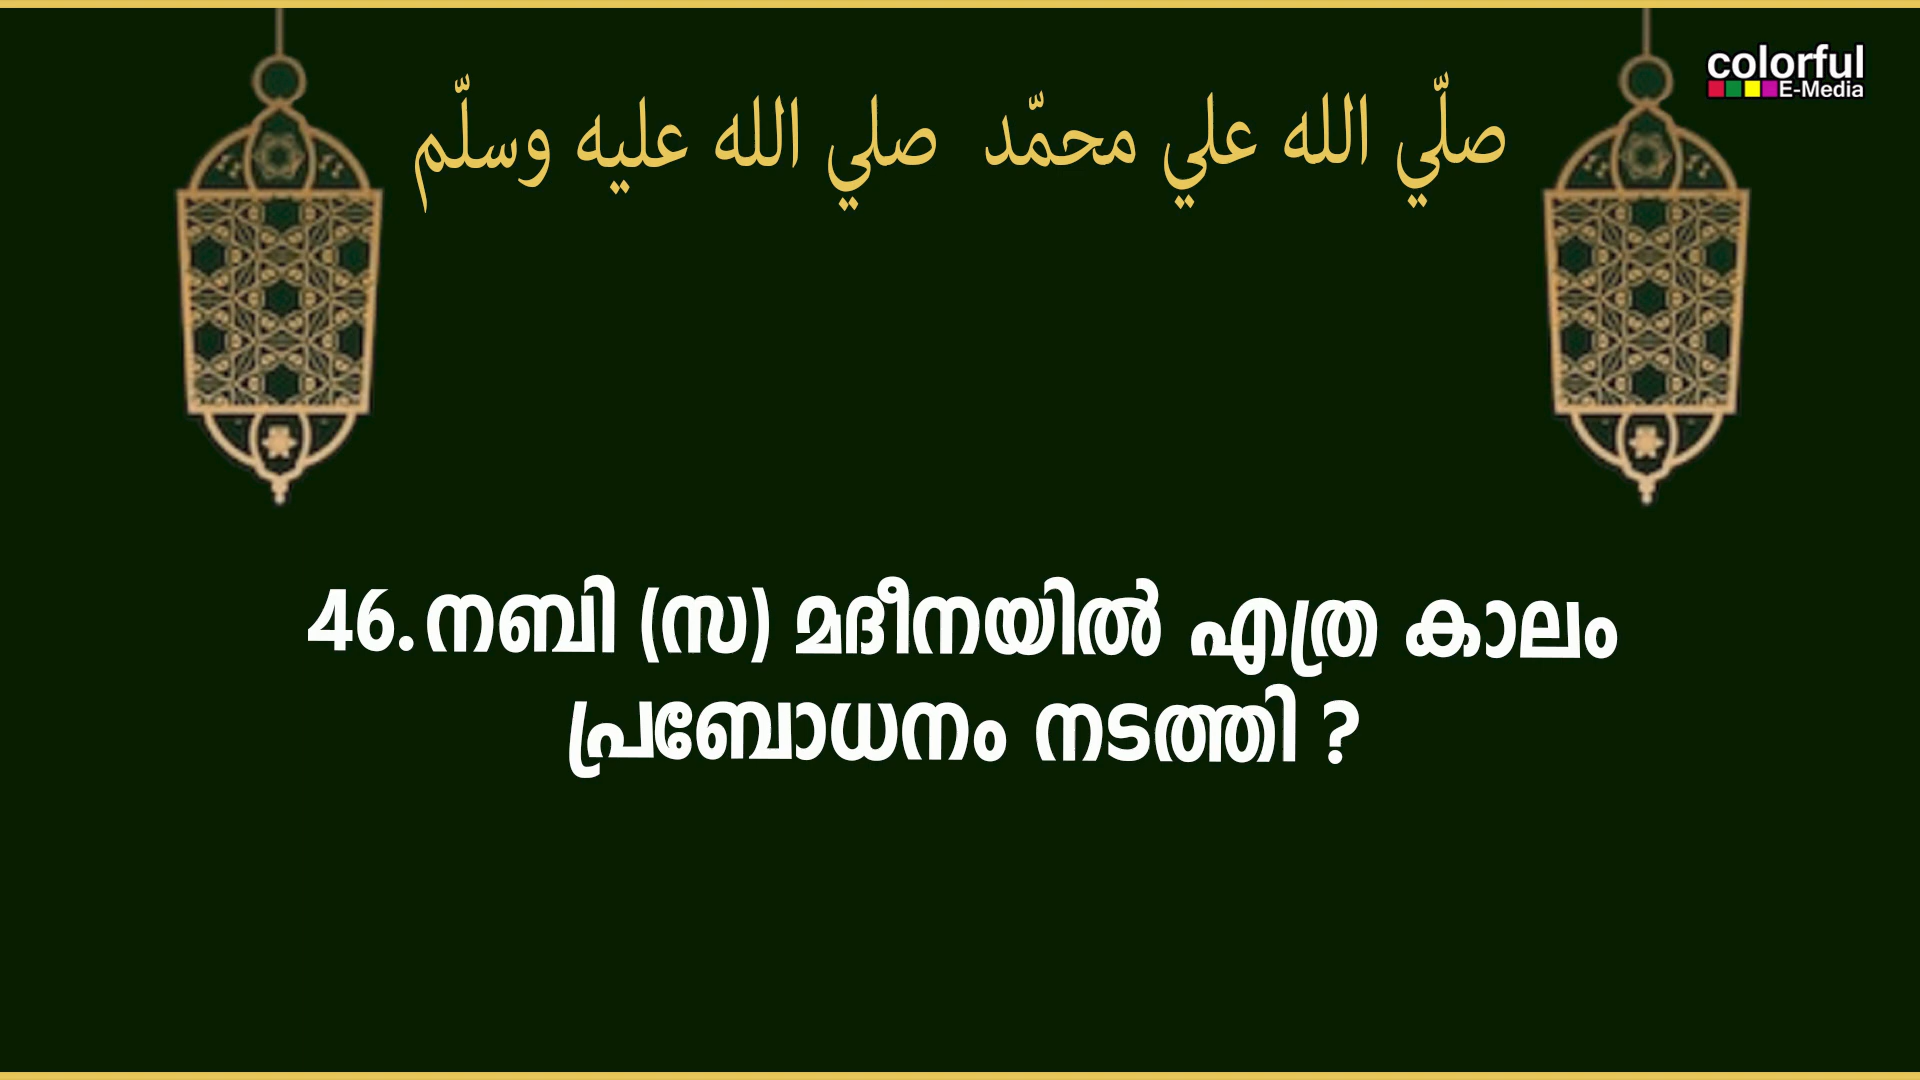 colorful
E-Media
صلّي الله علي محمّد صلي الله عليه وسلّم
46.നബി (സ) മദീനയിൽ എത്ര കാലം
പ്രബോധനം നടത്തി ?